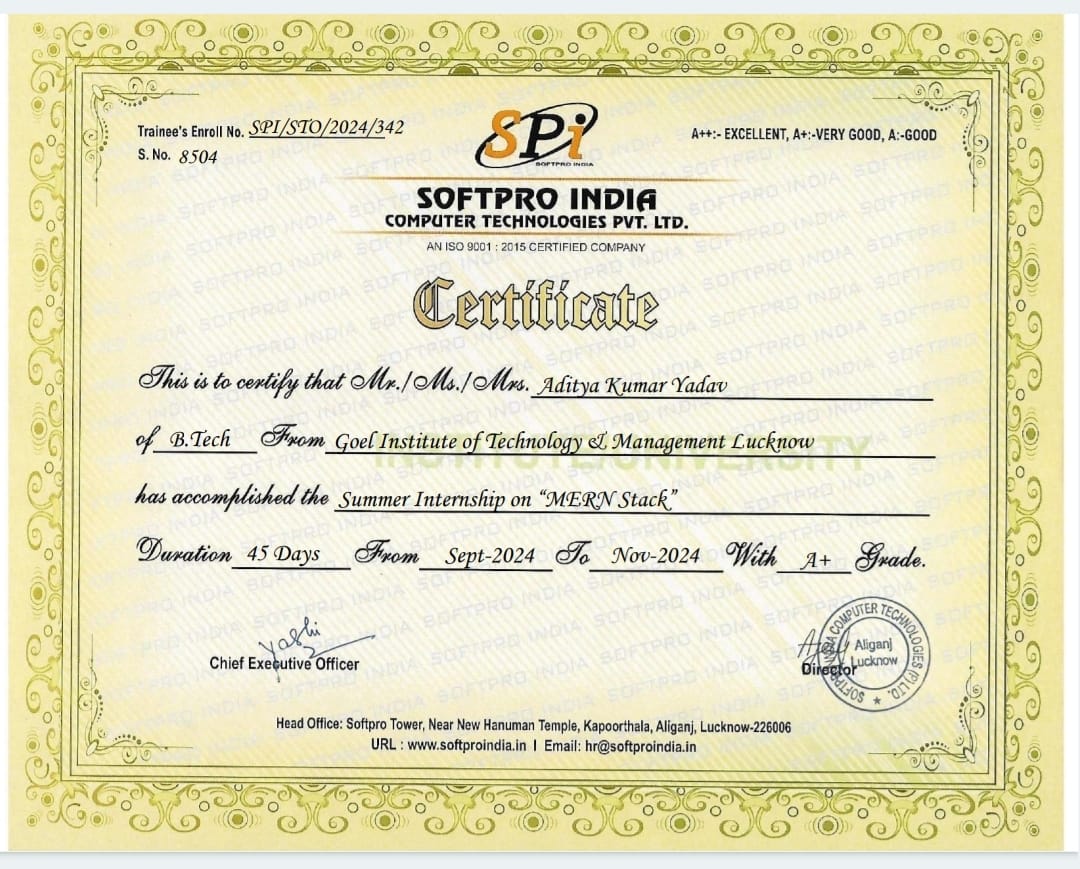 Trainee's Enroll No. SPI/STO/2024/342
S. No. 8504
SPi
SOFTPRO INDIA
A++:- EXCELLENT, A+:-VERY GOOD, A:-GOOD
SOFTPRO INDIA
COMPUTER TECHNOLOGIES PVT. LTD.
AN ISO 9001 : 2015 CERTIFIED COMPANY
Certificate
This is to certify that Mr./Ms./Mrs. Aditya Kumar Yadav
of B.Tech From Goel Institute of Technology & Management Lucknow
INSTITUTE/UNIVERSITY
has accomplished the Summer Internship on “MERN Stack”
Duration 45 Days From Sept-2024 To Nov-2024 With A+ Grade.
Yashi
Chief Executive Officer
Director
SOFTPRO INDIA COMPUTER TECHNOLOGIES (P) LTD.
Aliganj
Lucknow
Head Office: Softpro Tower, Near New Hanuman Temple, Kapoorthala, Aliganj, Lucknow-226006
URL : www.softproindia.in I Email: hr@softproindia.in